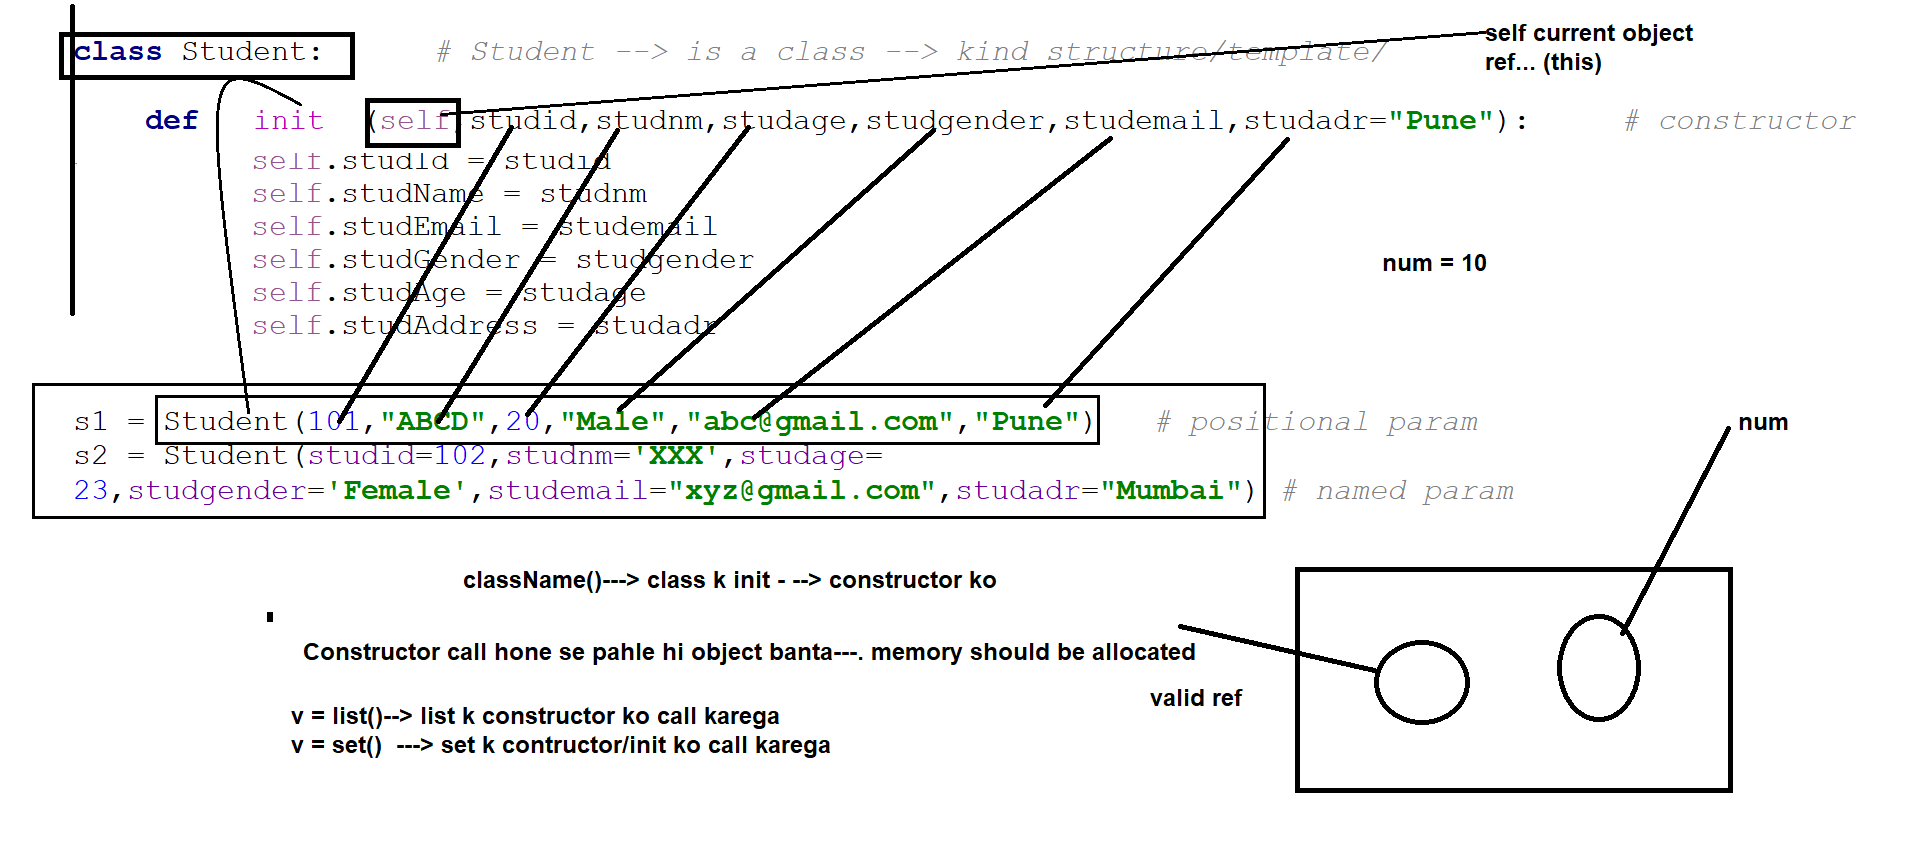 class Student:      # Student --> is a class --> kind structure/template/
self current object
ref... (this)
def   init  (self,studid,studnm,studage,studgender,studemail,studadr="Pune"):     # constructor
self.studId = studid
self.studName = studnm
self.studEmail = studemail
self.studGender = studgender
self.studAge = studage
self.studAddress = studadr
num = 10
s1 = Student(101,"ABCD",20,"Male","abc@gmail.com","Pune")   # positional param
s2 = Student(studid=102,studnm='XXX',studage=
23,studgender='Female',studemail="xyz@gmail.com",studadr="Mumbai") # named param
num
className()---> class k init - --> constructor ko
Constructor call hone se pahle hi object banta---. memory should be allocated
valid ref
v = list()--> list k constructor ko call karega
v = set()  ---> set k contructor/init ko call karega